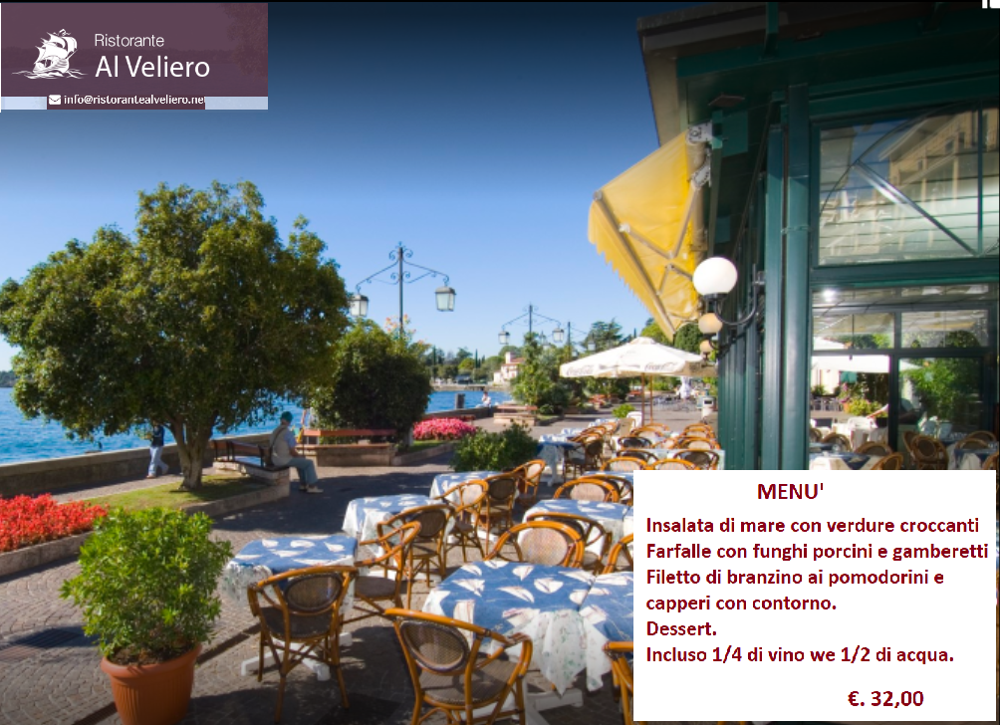 Ristorante
Al Veliero
info@ristorantealveliero.net
MENU'
Insalata di mare con verdure croccanti
Farfalle con funghi porcini e gamberetti
Filetto di branzino ai pomodorini e
capperi con contorno.
Dessert.
Incluso 1/4 di vino we 1/2 di acqua.
€. 32,00